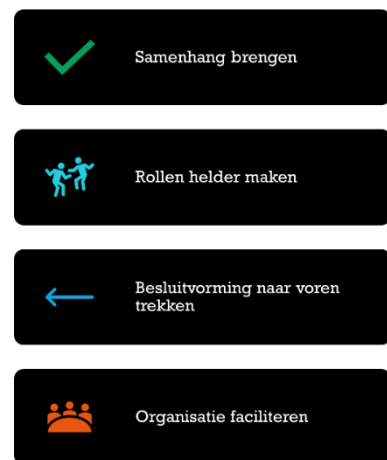 Samenhang brengen
Rollen helder maken
Besluitvorming naar voren
trekken
Organisatie faciliteren